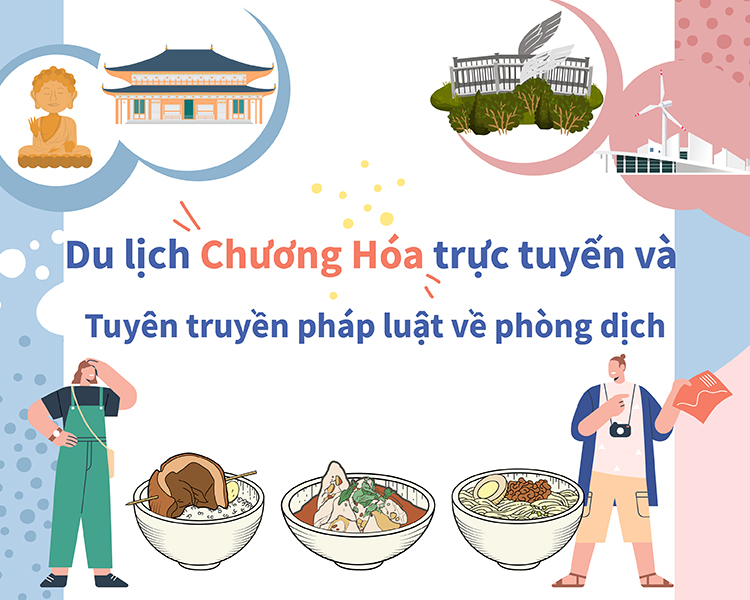 Du lịch Chương Hóa trực tuyến và
Tuyên truyền pháp luật về phòng dịch